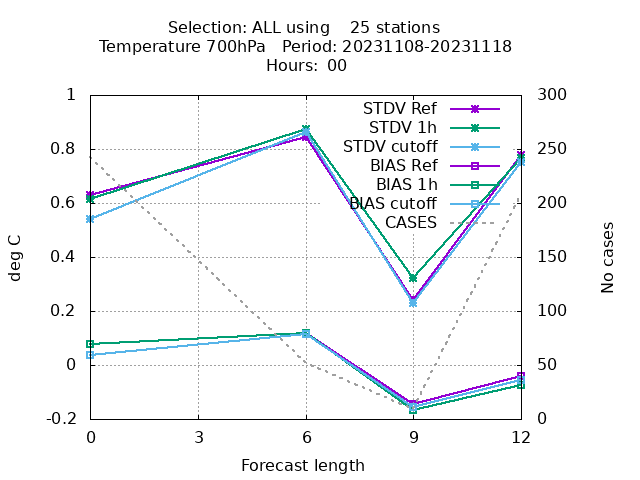 Selection: ALL using    25 stations
Temperature 700hPa   Period: 20231108-20231118
Hours:  00
1
0.8
0.6
0.4
0.2
0
-0.2
deg C
STDV Ref
STDV 1h
STDV cutoff
BIAS Ref
BIAS 1h
BIAS cutoff
CASES
300
250
200
150
100
50
0
No cases
0 3 6 9 12
Forecast length